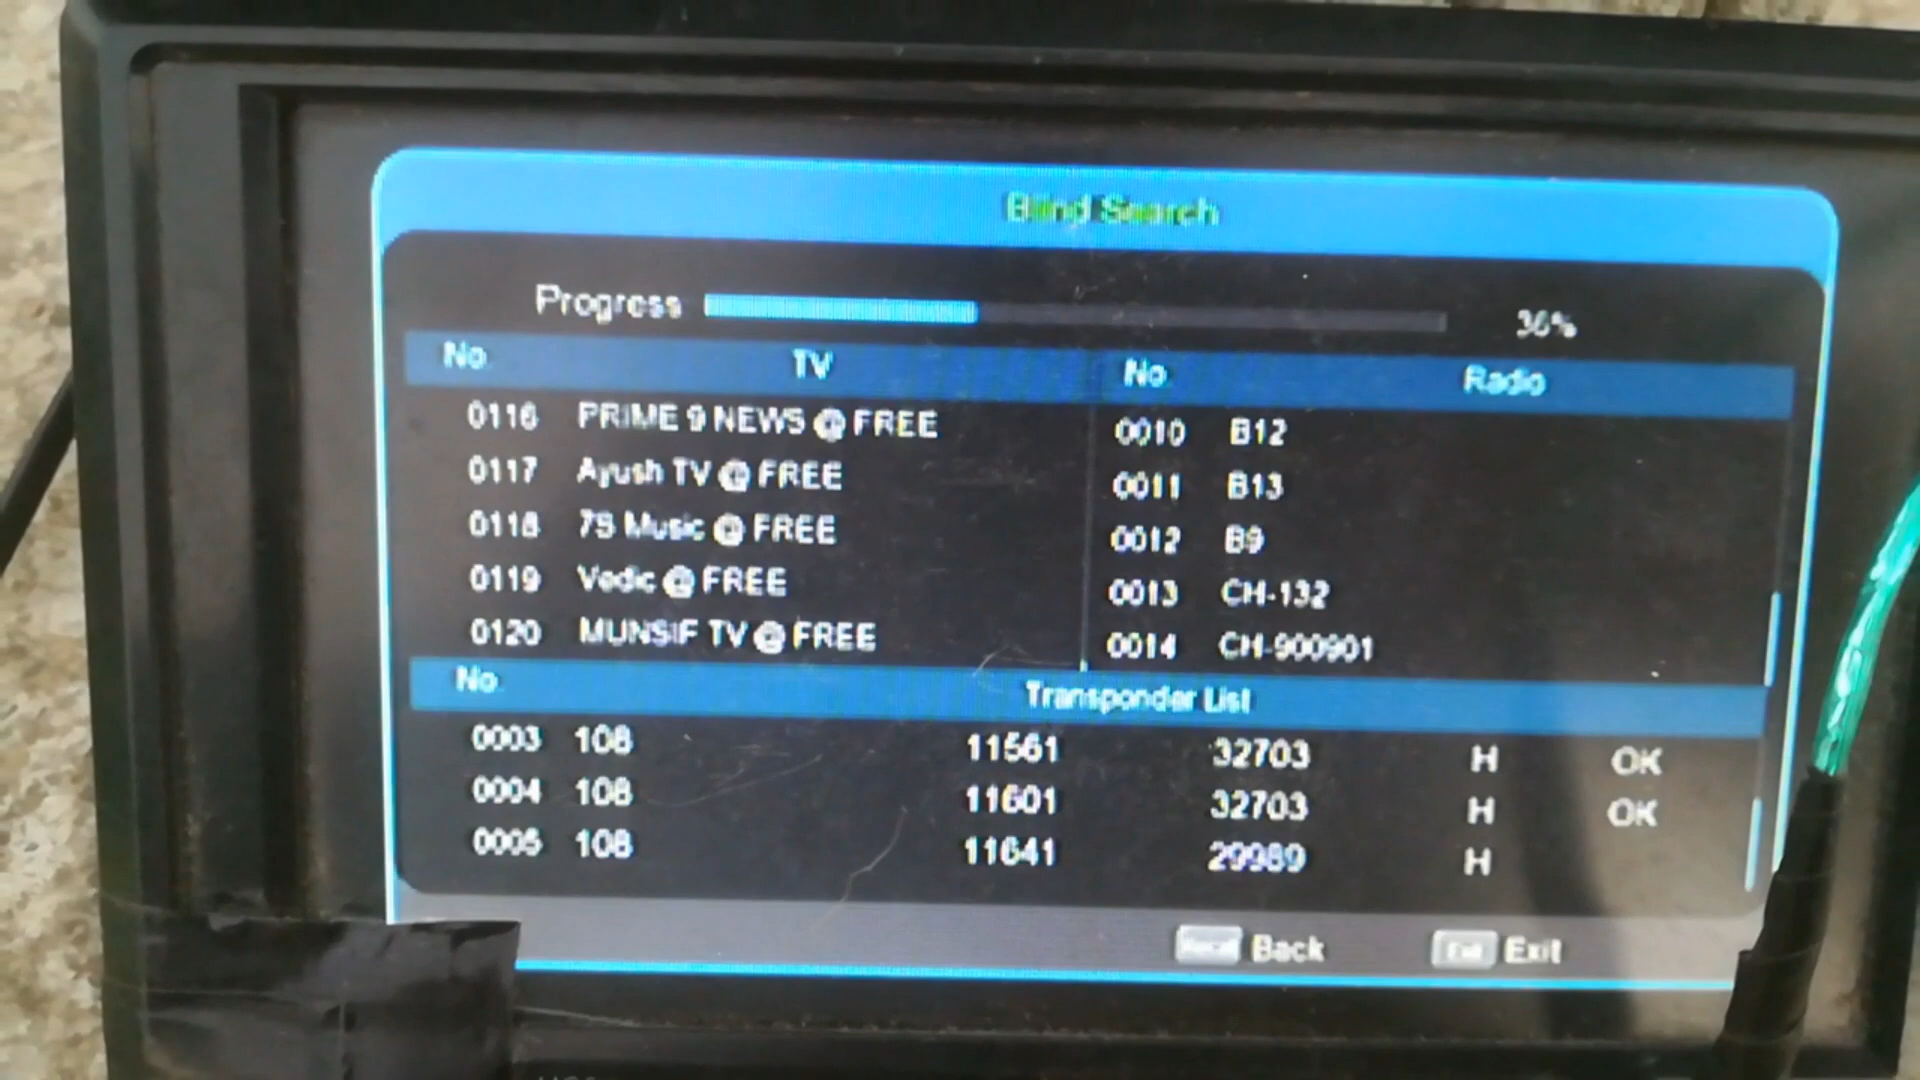 Blind Search
Progress 36%
No. TV No. Radio
0116 PRIME 9 NEWS @ FREE 0010 B12
0117 Ayush TV @ FREE 0011 B13
0118 7S Music @ FREE 0012 B9
0119 Vedic @ FREE 0013 CH-132
0120 MUNSIF TV @ FREE 0014 CH-900901
No. Transponder List
0003 108 11561 32703 H OK
0004 108 11601 32703 H OK
0005 108 11641 29989 H
Recall Back Exit Exit